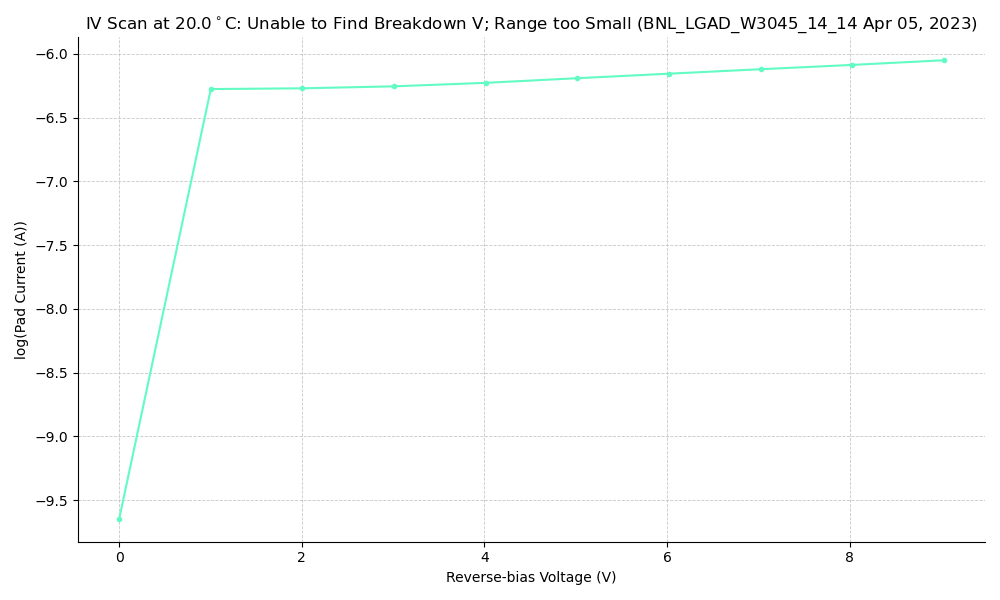 IV Scan at 20.0°C: Unable to Find Breakdown V; Range too Small (BNL_LGAD_W3045_14_14 Apr 05, 2023)
−6.0
−6.5
−7.0
−7.5
−8.0
−8.5
−9.0
−9.5
log(Pad Current (A))
0 2 4 6 8
Reverse-bias Voltage (V)